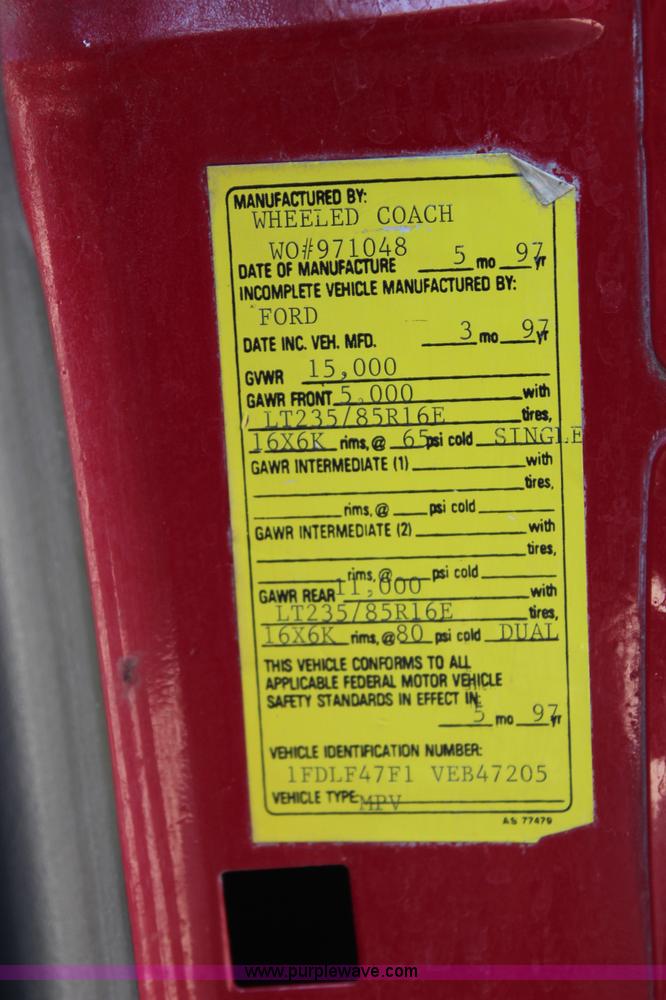 MANUFACTURED BY:
WHEELED COACH
WO#971048
DATE OF MANUFACTURE 5 mo 97 yr
INCOMPLETE VEHICLE MANUFACTURED BY:
FORD
DATE INC. VEH. MFD. 3 mo 97 yr
GVWR 15,000
GAWR FRONT 5,000 with
LT235/85R16E tires,
16X6K rims,@ 65 psi cold SINGLE
GAWR INTERMEDIATE (1) with
tires,
rims,@ psi cold
GAWR INTERMEDIATE (2) with
tires,
rims,@ psi cold
GAWR REAR 11,000 with
LT235/85R16E tires,
16X6K rims,@80 psi cold DUAL
THIS VEHICLE CONFORMS TO ALL
APPLICABLE FEDERAL MOTOR VEHICLE
SAFETY STANDARDS IN EFFECT IN:
5 mo 97 yr
VEHICLE IDENTIFICATION NUMBER:
1FDLF47F1 VEB47205
VEHICLE TYPE: MPV
AS 77479
www.purplewave.com